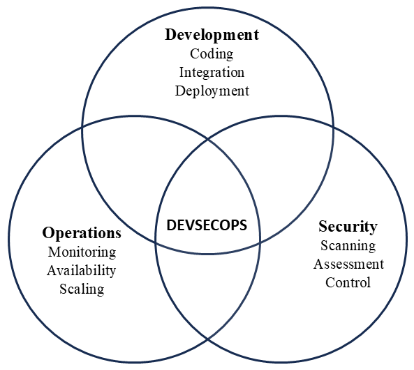 Development
Coding
Integration
Deployment
DEVSECOPS
Operations
Monitoring
Availability
Scaling
Security
Scanning
Assessment
Control